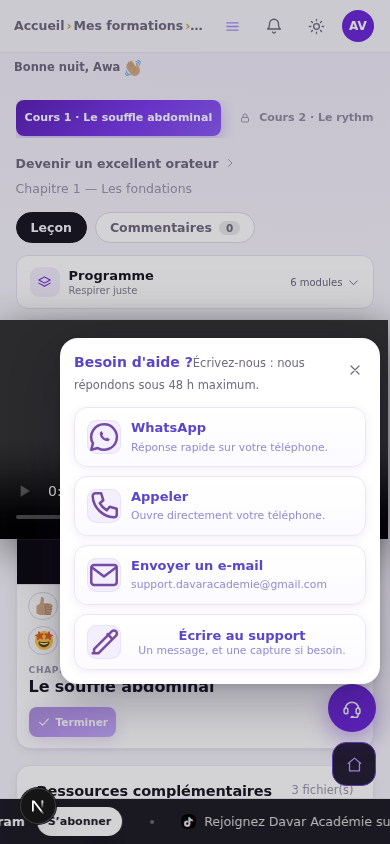 Accueil › Mes formations ›...
AV
Bonne nuit, Awa 👋🏽
Cours 1 · Le souffle abdominal
Cours 2 · Le rythm
Devenir un excellent orateur
Chapitre 1 — Les fondations
Leçon
Commentaires 0
Programme
Respirer juste
6 modules
Besoin d'aide ?Écrivez-nous : nous
répondons sous 48 h maximum.
WhatsApp
Réponse rapide sur votre téléphone.
0:
Appeler
Ouvre directement votre téléphone.
Envoyer un e-mail
support.davaracademie@gmail.com
Écrire au support
Un message, et une capture si besoin.
CHAP
Le souffle abdominal
Terminer
Ressources complémentaires
3 fichier(s)
ram
S'abonner
• Rejoignez Davar Académie su
N